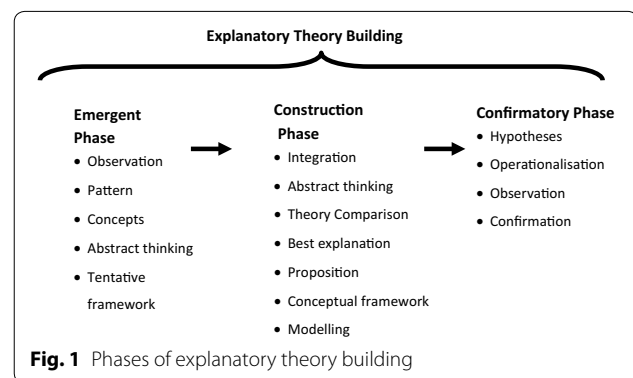 Explanatory Theory Building
Emergent
Phase
• Observation
• Pattern
• Concepts
• Abstract thinking
• Tentative
framework
Construction
Phase
• Integration
• Abstract thinking
• Theory Comparison
• Best explanation
• Proposition
• Conceptual framework
• Modelling
Confirmatory Phase
• Hypotheses
• Operationalisation
• Observation
• Confirmation
Fig. 1 Phases of explanatory theory building